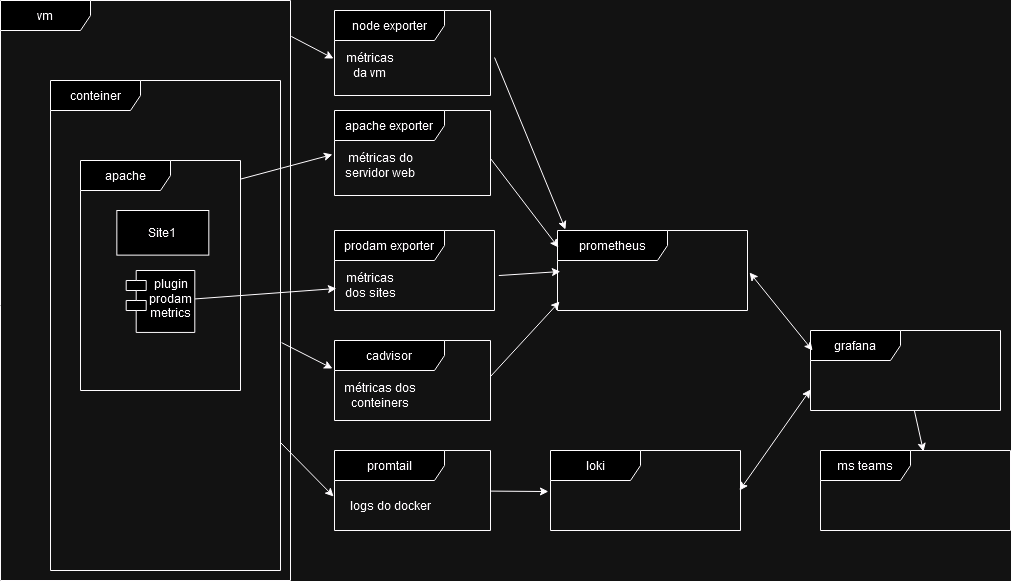 vm
conteiner
apache
Site1
plugin
prodam
metrics
node exporter
métricas
da vm
apache exporter
métricas do
servidor web
prodam exporter
métricas
dos sites
cadvisor
métricas dos
conteiners
promtail
logs do docker
prometheus
loki
grafana
ms teams